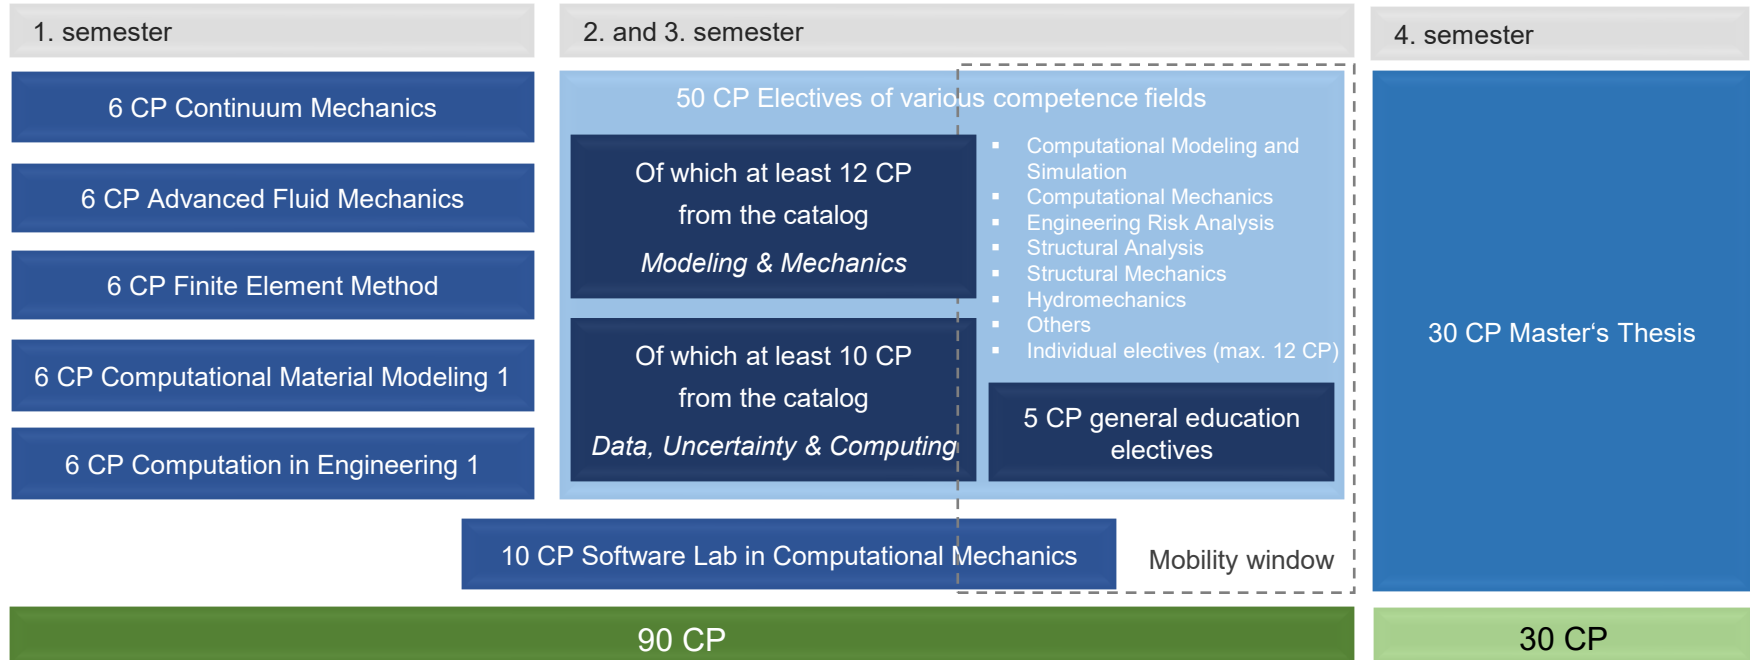 1. semester
2. and 3. semester
4. semester
6 CP Continuum Mechanics
6 CP Advanced Fluid Mechanics
6 CP Finite Element Method
6 CP Computational Material Modeling 1
6 CP Computation in Engineering 1
50 CP Electives of various competence fields
Of which at least 12 CP
from the catalog
Modeling & Mechanics
Of which at least 10 CP
from the catalog
Data, Uncertainty & Computing
▪ Computational Modeling and
Simulation
▪ Computational Mechanics
▪ Engineering Risk Analysis
▪ Structural Analysis
▪ Structural Mechanics
▪ Hydromechanics
▪ Others
▪ Individual electives (max. 12 CP)
5 CP general education
electives
10 CP Software Lab in Computational Mechanics
Mobility window
30 CP Master‘s Thesis
90 CP
30 CP